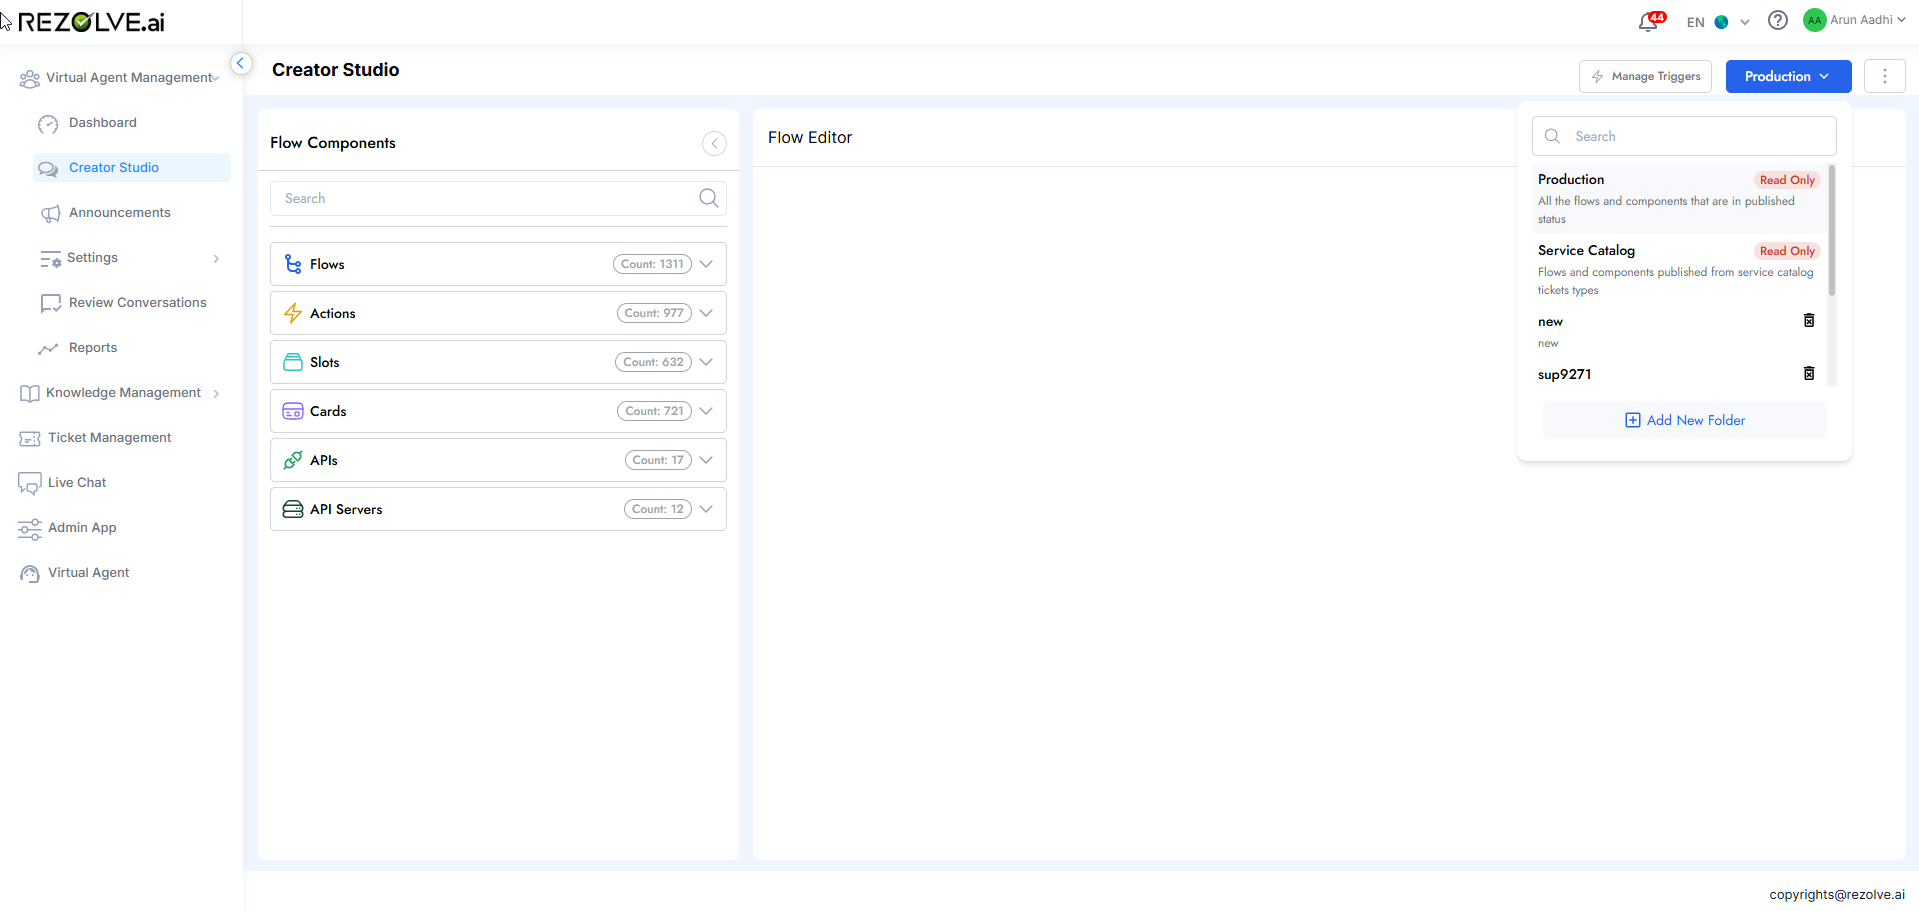 REZOLVE.ai
44
EN
AA
Arun Aadhi
Virtual Agent Management
Dashboard
Creator Studio
Announcements
Settings
Review Conversations
Reports
Knowledge Management
Ticket Management
Live Chat
Admin App
Virtual Agent
Creator Studio
Manage Triggers
Production
Flow Components
Search
Flows
Count: 1311
Actions
Count: 977
Slots
Count: 632
Cards
Count: 721
APIs
Count: 17
API Servers
Count: 12
Flow Editor
Search
Production
Read Only
All the flows and components that are in published
status
Service Catalog
Read Only
Flows and components published from service catalog
tickets types
new
new
sup9271
Add New Folder
copyrights@rezolve.ai